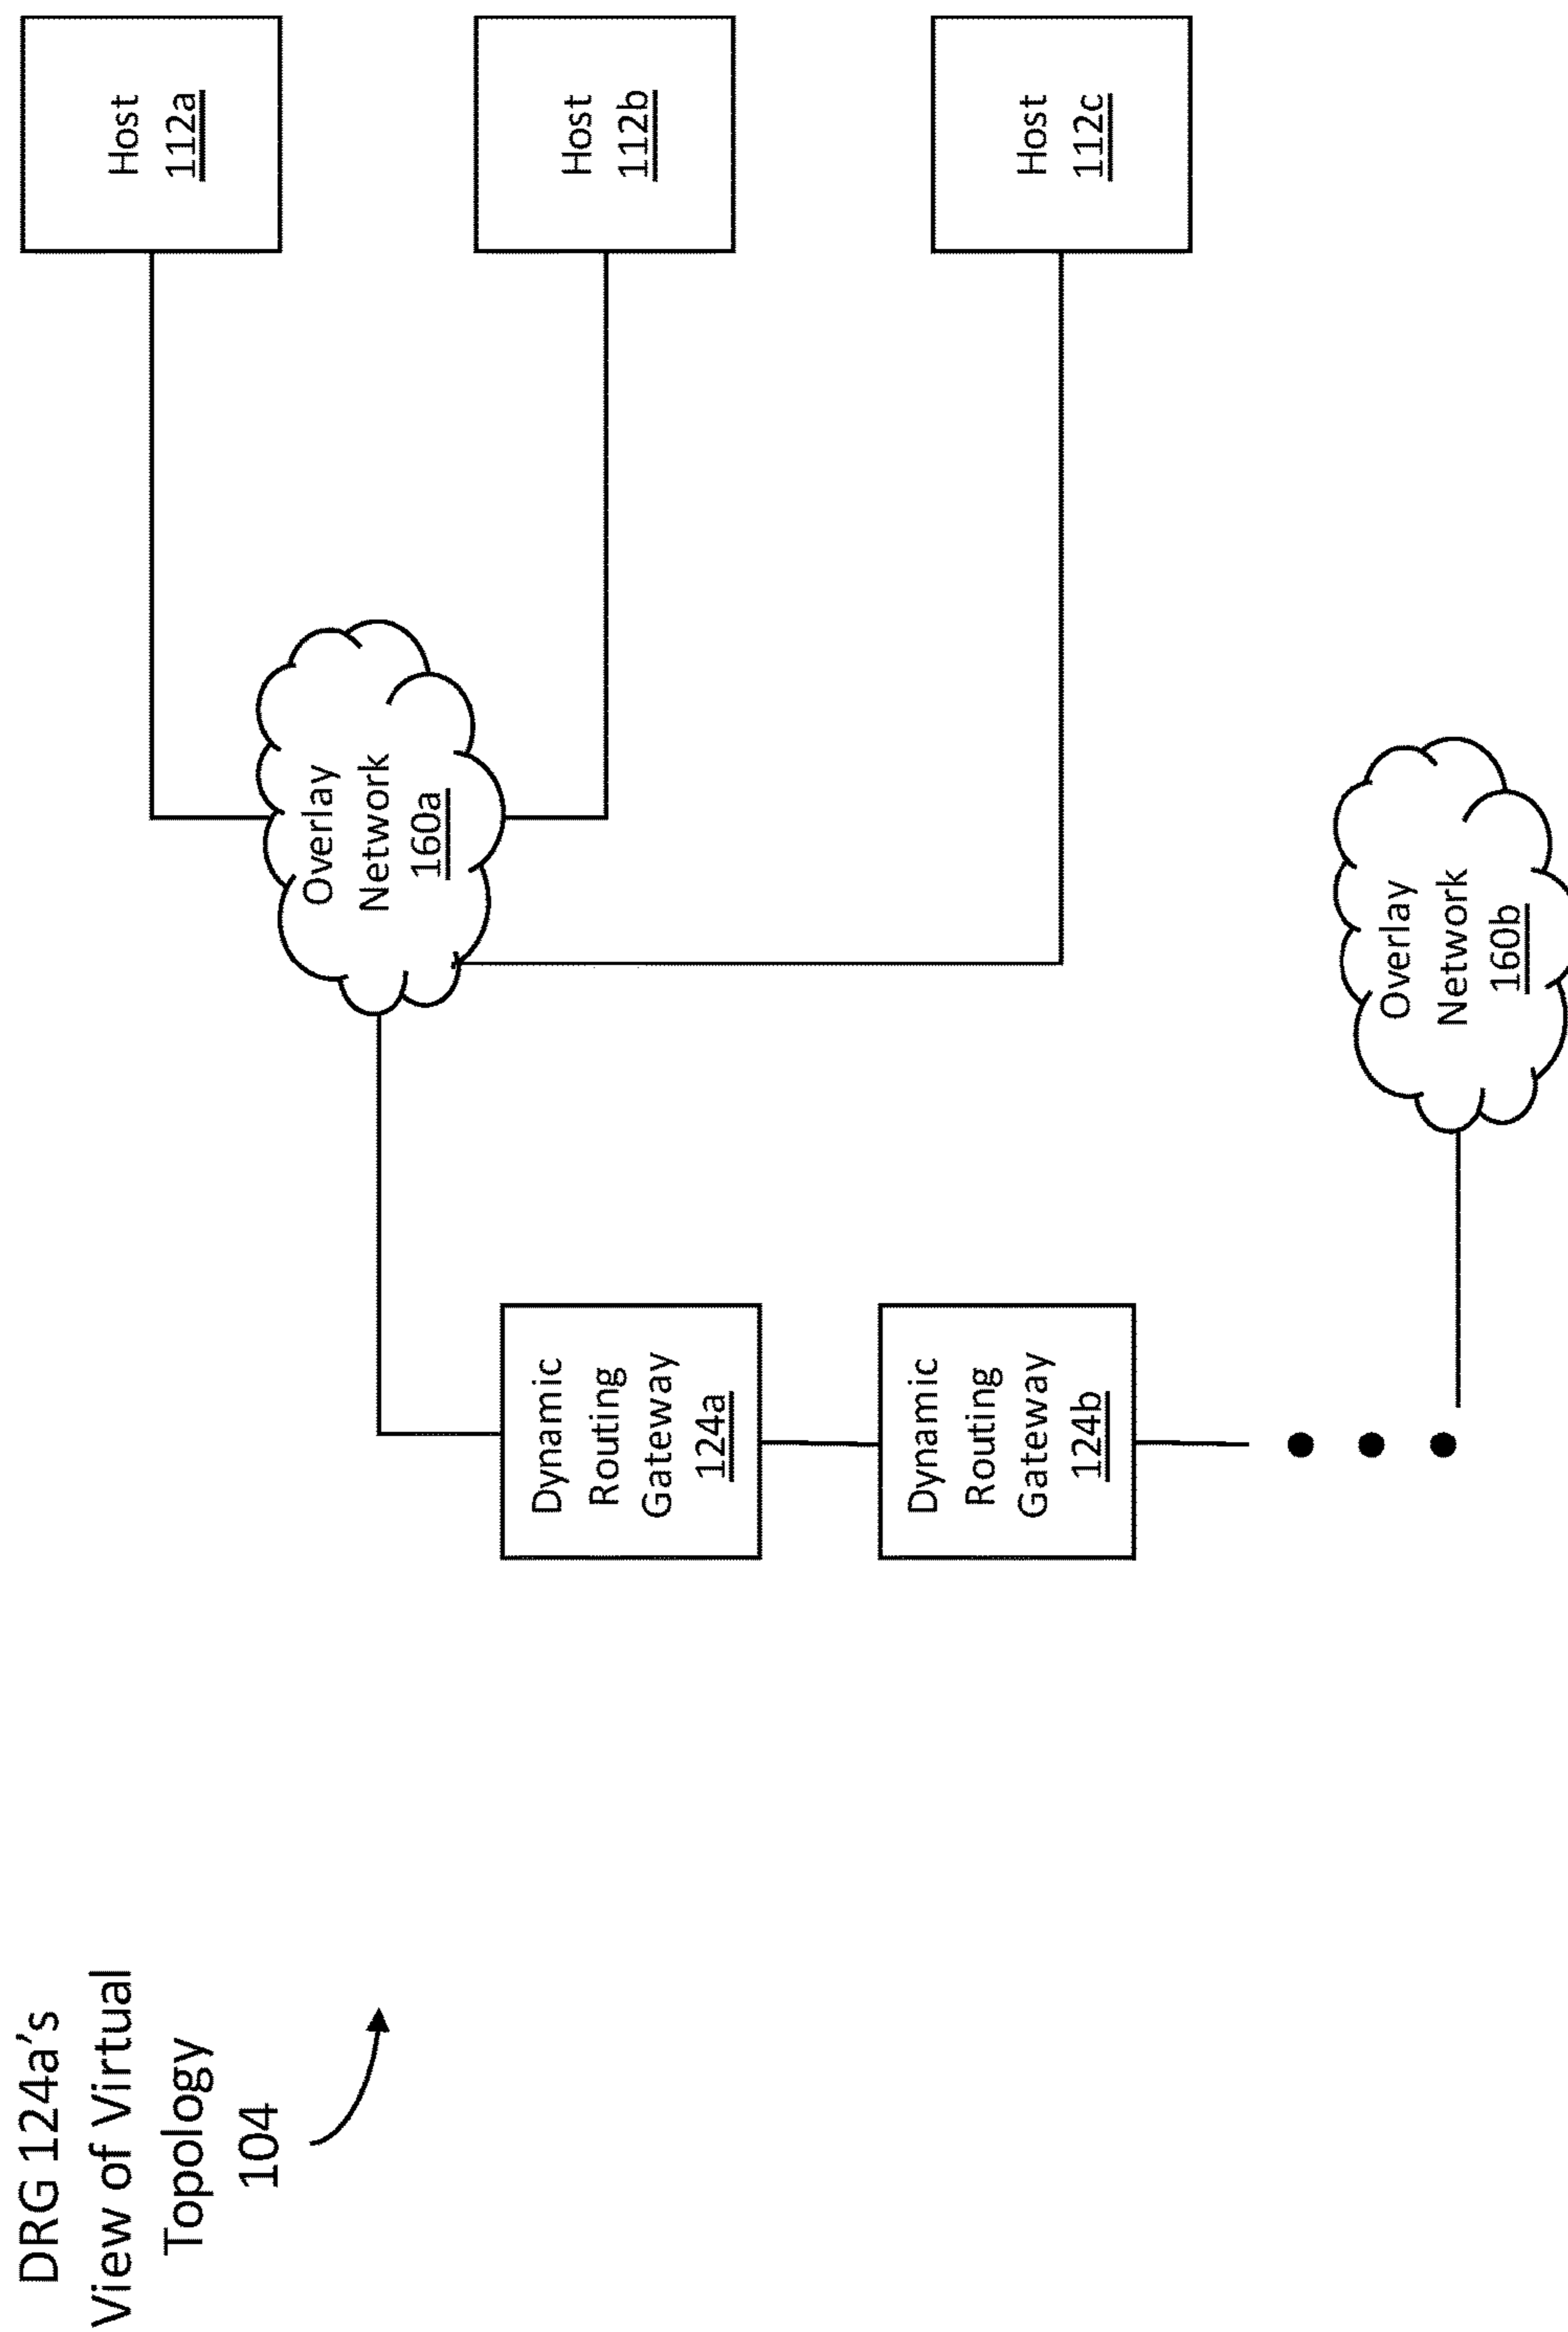 DRG 124a's
View of Virtual
Topology
104
Host
112a
Overlay
Network
160a
Host
112b
Dynamic
Routing
Gateway
124a
Dynamic
Routing
Gateway
124b
Host
112c
Overlay
Network
160b